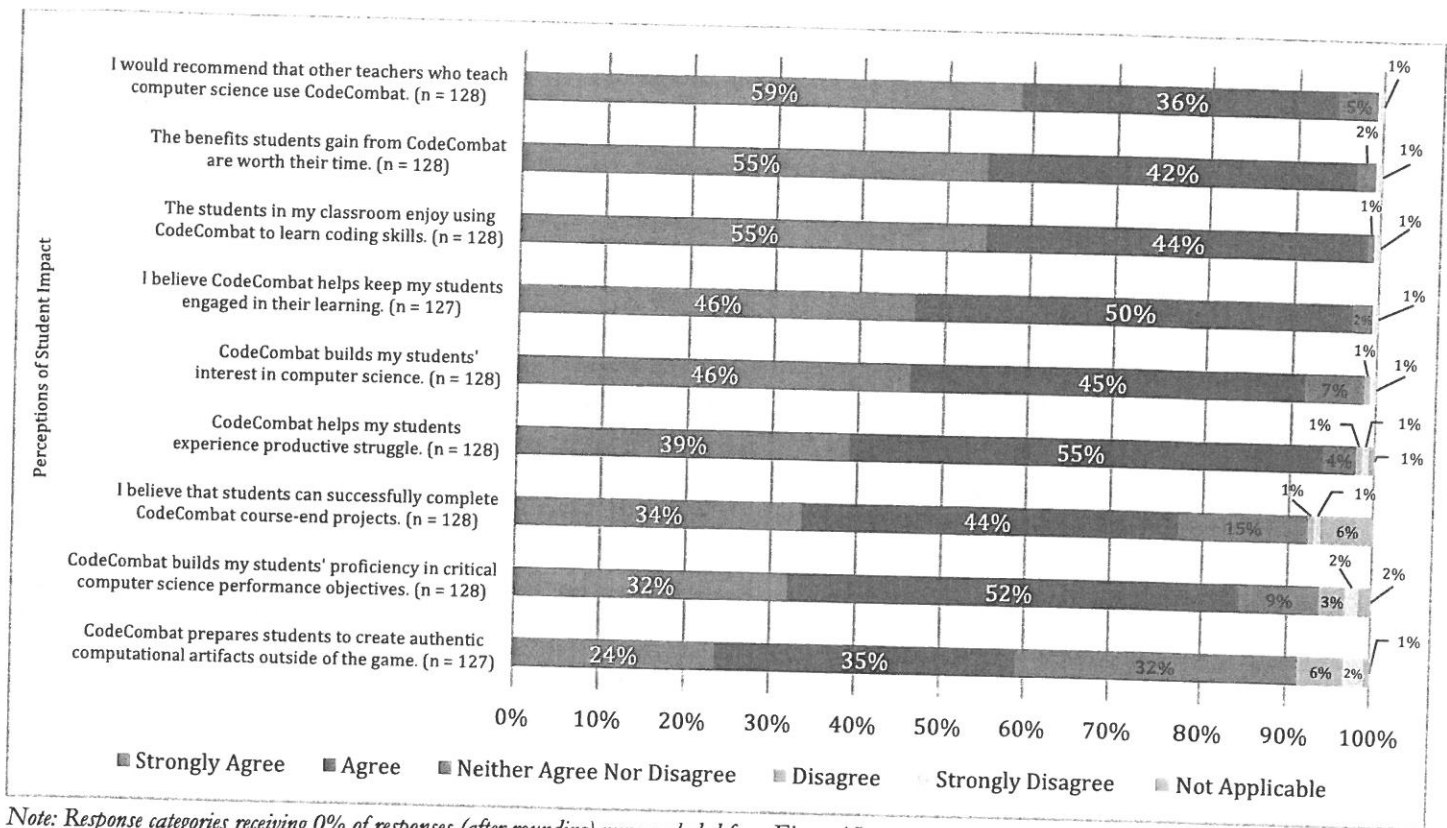 Perceptions of Student Impact
I would recommend that other teachers who teach
computer science use CodeCombat. (n = 128)
59% 36% 5% 1%
The benefits students gain from CodeCombat
are worth their time. (n = 128)
55% 42% 2% 1%
The students in my classroom enjoy using
CodeCombat to learn coding skills. (n = 128)
55% 44% 1% 1%
I believe CodeCombat helps keep my students
engaged in their learning. (n = 127)
46% 50% 2% 1%
CodeCombat builds my students'
interest in computer science. (n = 128)
46% 45% 7% 1% 1%
CodeCombat helps my students
experience productive struggle. (n = 128)
39% 55% 4% 1% 1% 1%
I believe that students can successfully complete
CodeCombat course-end projects. (n = 128)
34% 44% 15% 1% 1% 6%
CodeCombat builds my students' proficiency in critical
computer science performance objectives. (n = 128)
32% 52% 9% 3% 2% 2%
CodeCombat prepares students to create authentic
computational artifacts outside of the game. (n = 127)
24% 35% 32% 6% 2% 1%
0% 10% 20% 30% 40% 50% 60% 70% 80% 90% 100%
Strongly Agree Agree Neither Agree Nor Disagree Disagree Strongly Disagree Not Applicable
Note: Response categories receiving 0% of responses (after rounding)